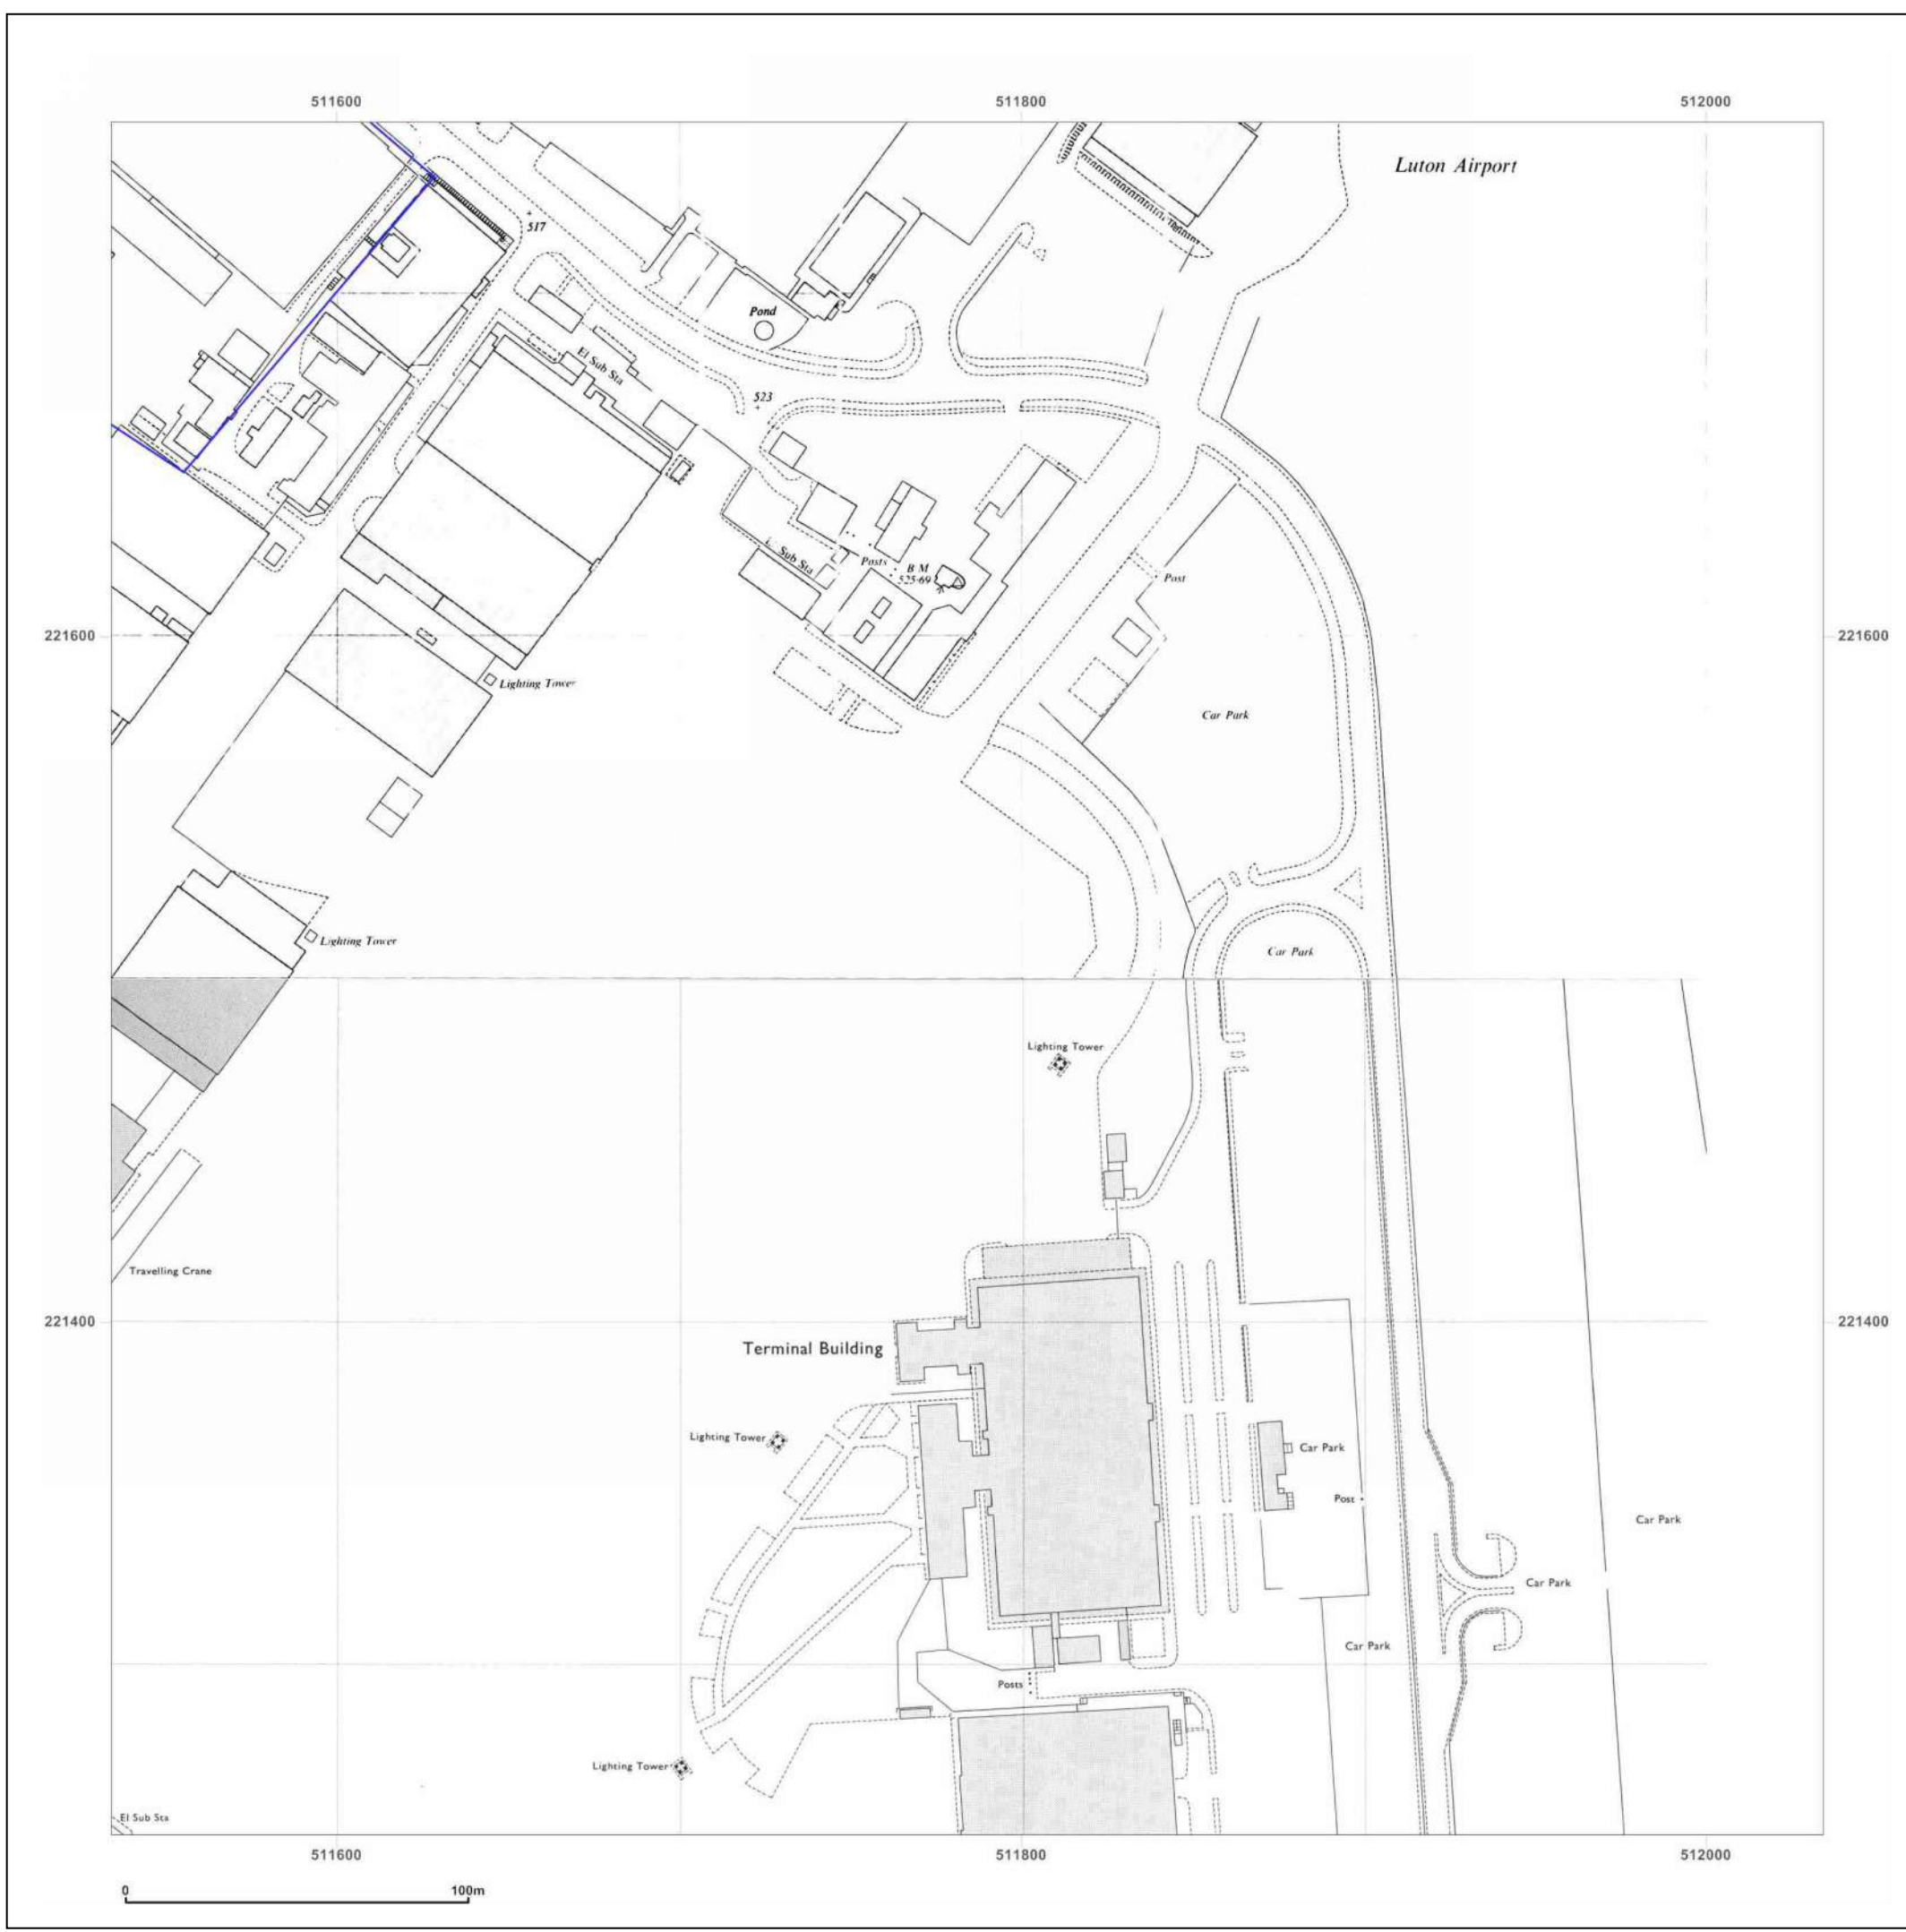 511600
511800
512000
Luton Airport
517
Pond
El Sub Sta
523
Sub Sta
Posts
B M
525·69
Post
221600
221600
Lighting Tower
Car Park
Lighting Tower
Car Park
Lighting Tower
Travelling Crane
221400
221400
Terminal Building
Lighting Tower
Car Park
Post
Car Park
Car Park
Car Park
Posts
Lighting Tower
El Sub Sta
511600
511800
512000
0
100m